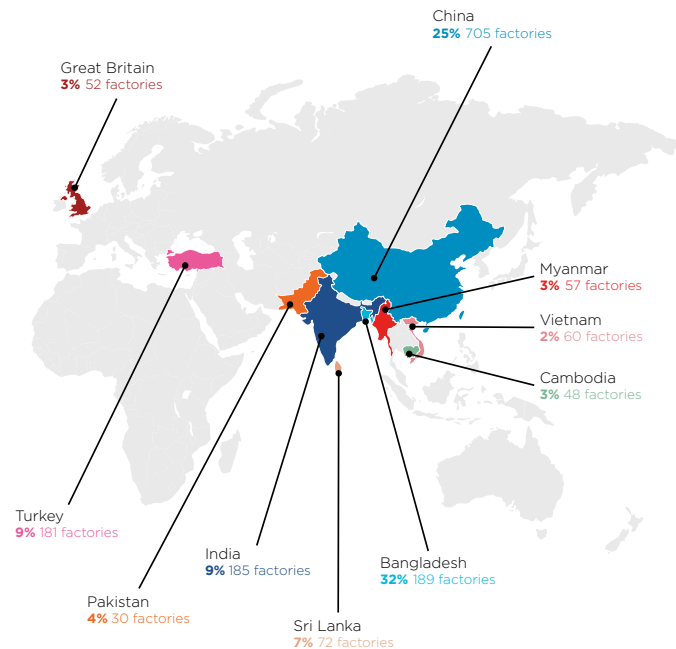 China
25% 705 factories
Great Britain
3% 52 factories
Myanmar
3% 57 factories
Vietnam
2% 60 factories
Cambodia
3% 48 factories
Turkey
9% 181 factories
India
9% 185 factories
Bangladesh
32% 189 factories
Pakistan
4% 30 factories
Sri Lanka
7% 72 factories